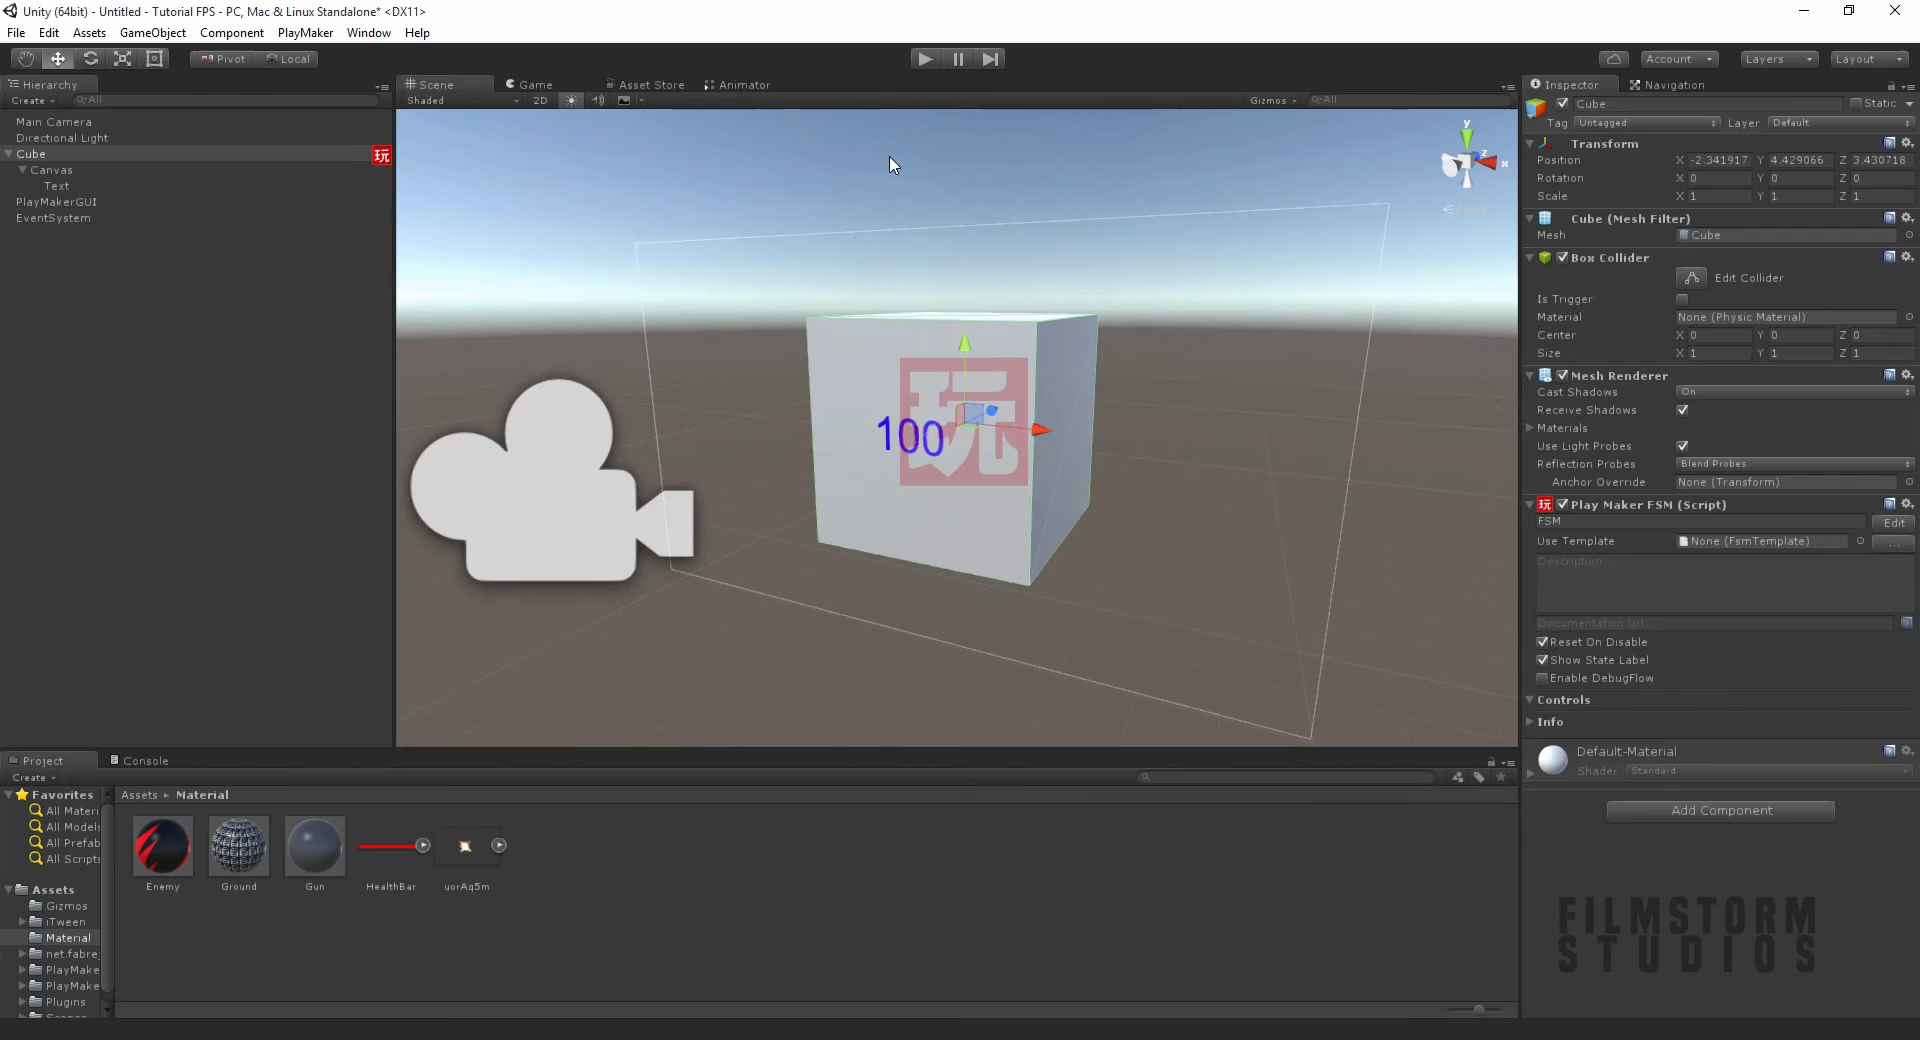 Unity (64bit) - Untitled - Tutorial FPS - PC, Mac & Linux Standalone* <DX11>
File Edit Assets GameObject Component PlayMaker Window Help
Pivot Local Account Layers Layout
Hierarchy
Create All
Main Camera
Directional Light
Cube 玩
Canvas
Text
PlayMakerGUI
EventSystem
Scene Game Asset Store Animator
Shaded 2D Gizmos All
y
z
x
Persp
100
玩
Inspector Navigation
Cube Static
Tag Untagged Layer Default
Transform
Position X -2.341917 Y 4.429066 Z 3.430718
Rotation X 0 Y 0 Z 0
Scale X 1 Y 1 Z 1
Cube (Mesh Filter)
Mesh Cube
Box Collider
Edit Collider
Is Trigger
Material None (Physic Material)
Center X 0 Y 0 Z 0
Size X 1 Y 1 Z 1
Mesh Renderer
Cast Shadows On
Receive Shadows
Materials
Use Light Probes
Reflection Probes Blend Probes
Anchor Override None (Transform)
玩 Play Maker FSM (Script)
FSM Edit
Use Template None (FsmTemplate) ...
Description...
Documentation Url...
Reset On Disable
Show State Label
Enable DebugFlow
Controls
Info
Default-Material
Shader Standard
Add Component
FILMSTORM
STUDIOS
Project Console
Create
Favorites
All Materi
All Models
All Prefab
All Scripts
Assets
Gizmos
iTween
Material
net.fabre
PlayMake
PlayMake
Plugins
Assets ▸ Material
Enemy Ground Gun HealthBar uorAq5m